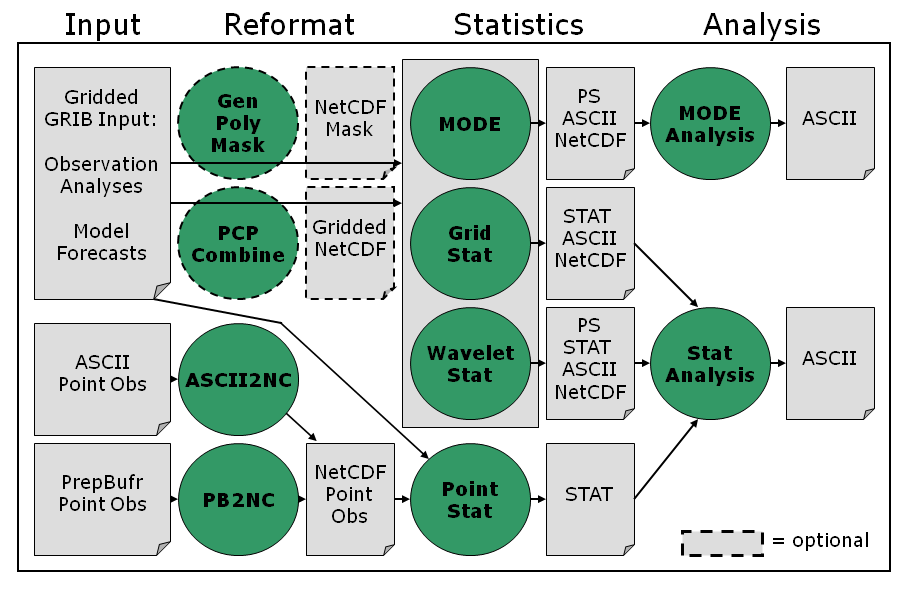 Input
Reformat
Statistics
Analysis
Gridded
GRIB Input:
Observation
Analyses
Model
Forecasts
Gen
Poly
Mask
NetCDF
Mask
MODE
PS
ASCII
NetCDF
MODE
Analysis
ASCII
PCP
Combine
Gridded
NetCDF
Grid
Stat
STAT
ASCII
NetCDF
ASCII
Point Obs
ASCII2NC
Wavelet
Stat
PS
STAT
ASCII
NetCDF
Stat
Analysis
ASCII
PrepBufr
Point Obs
PB2NC
NetCDF
Point
Obs
Point
Stat
STAT
= optional